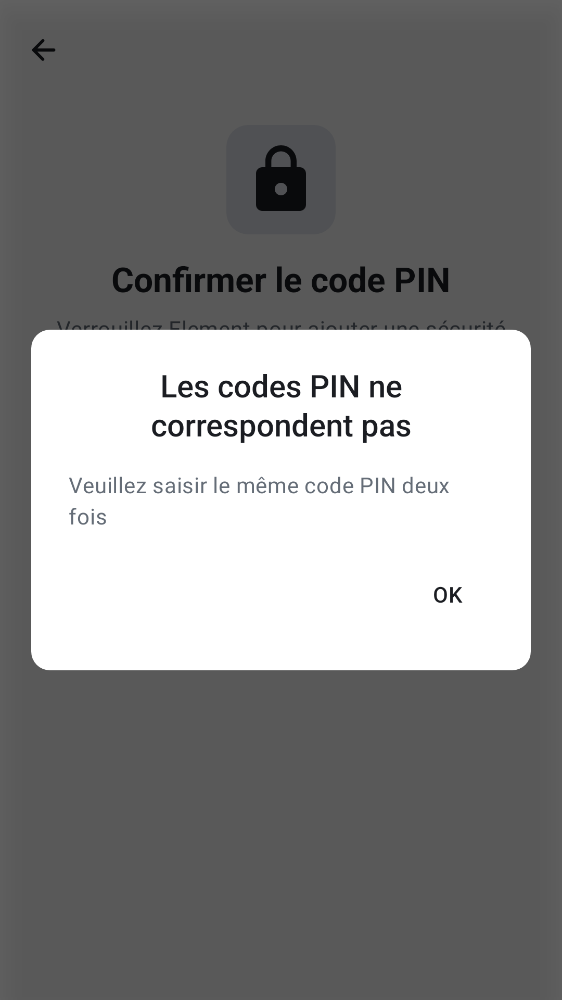 Confirmer le code PIN
Verrouillez Element pour ajouter une sécurité
Les codes PIN ne
correspondent pas
Veuillez saisir le même code PIN deux
fois
OK